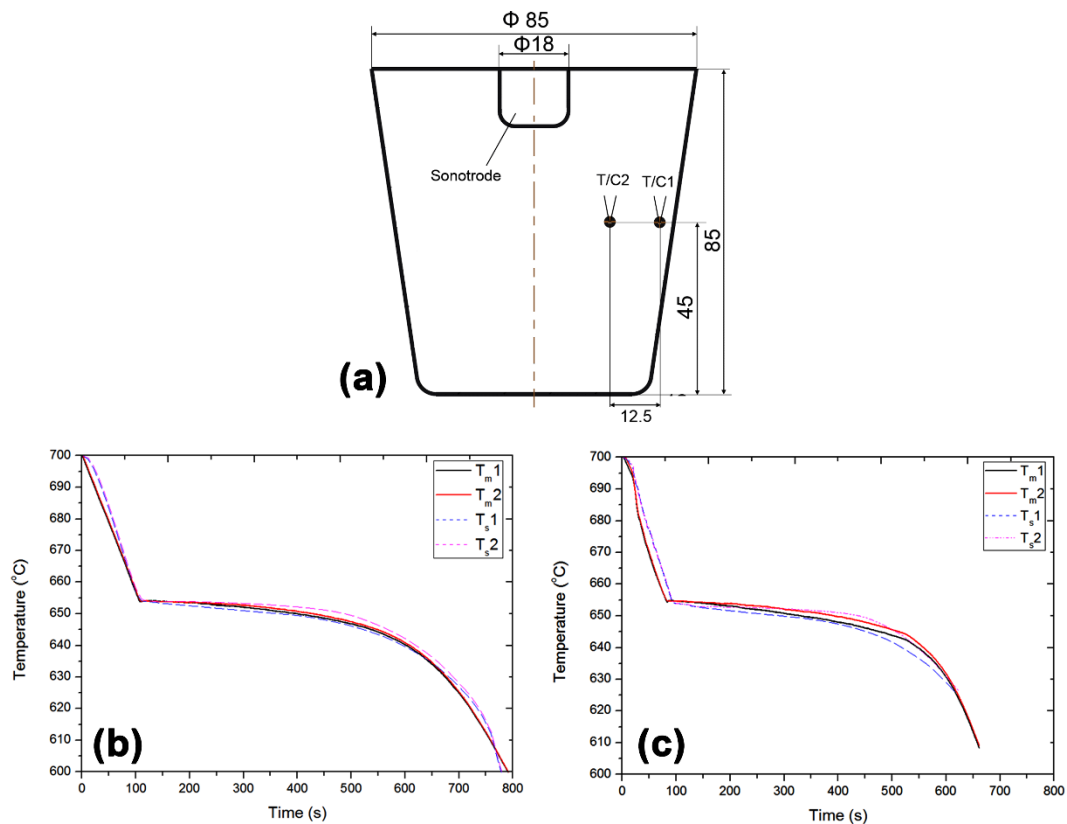 Φ 85
Φ18
Sonotrode
T/C2
T/C1
85
45
(a)
12.5
700
690
680
670
660
650
640
630
620
610
600
Temperature (°C)
Tm1
Tm2
Ts1
Ts2
(b)
0 100 200 300 400 500 600 700 800
Time (s)
700
690
680
670
660
650
640
630
620
610
600
Temperature (°C)
Tm1
Tm2
Ts1
Ts2
(c)
0 100 200 300 400 500 600 700 800
Time (s)